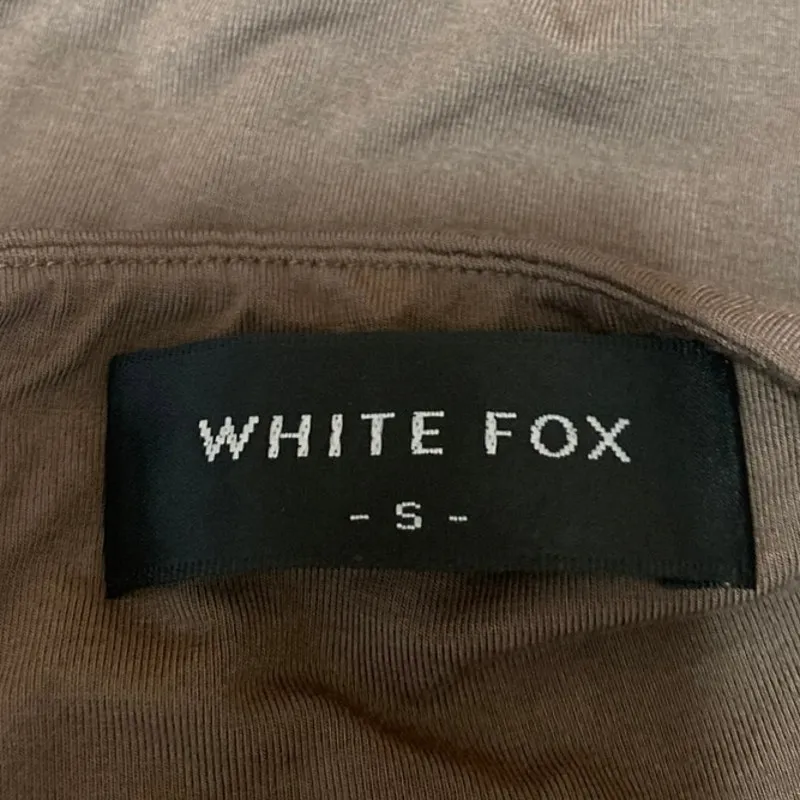 WHITE FOX
- S -